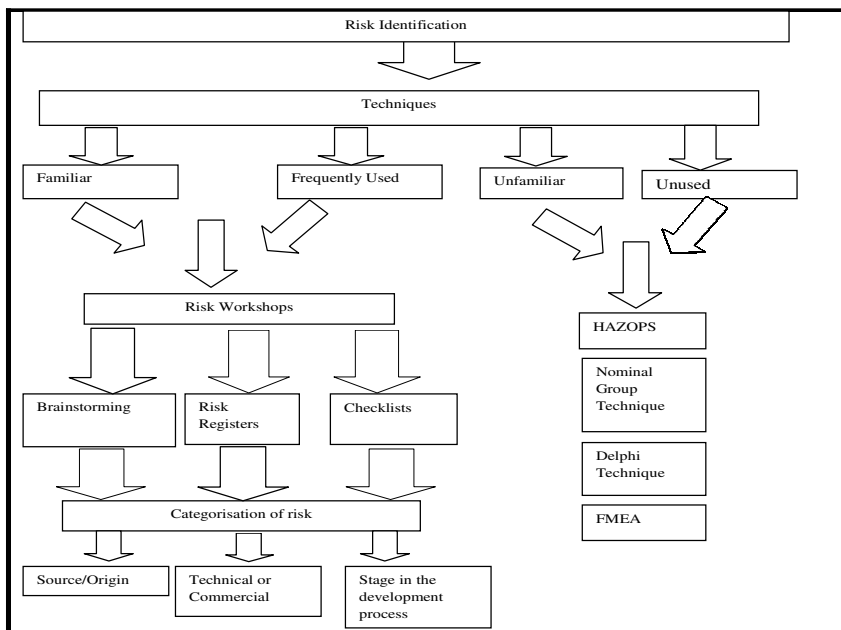 Risk Identification
Techniques
Familiar
Frequently Used
Unfamiliar
Unused
Risk Workshops
HAZOPS
Nominal
Group
Technique
Brainstorming
Risk
Registers
Checklists
Delphi
Technique
Categorisation of risk
FMEA
Source/Origin
Technical or
Commercial
Stage in the
development
process